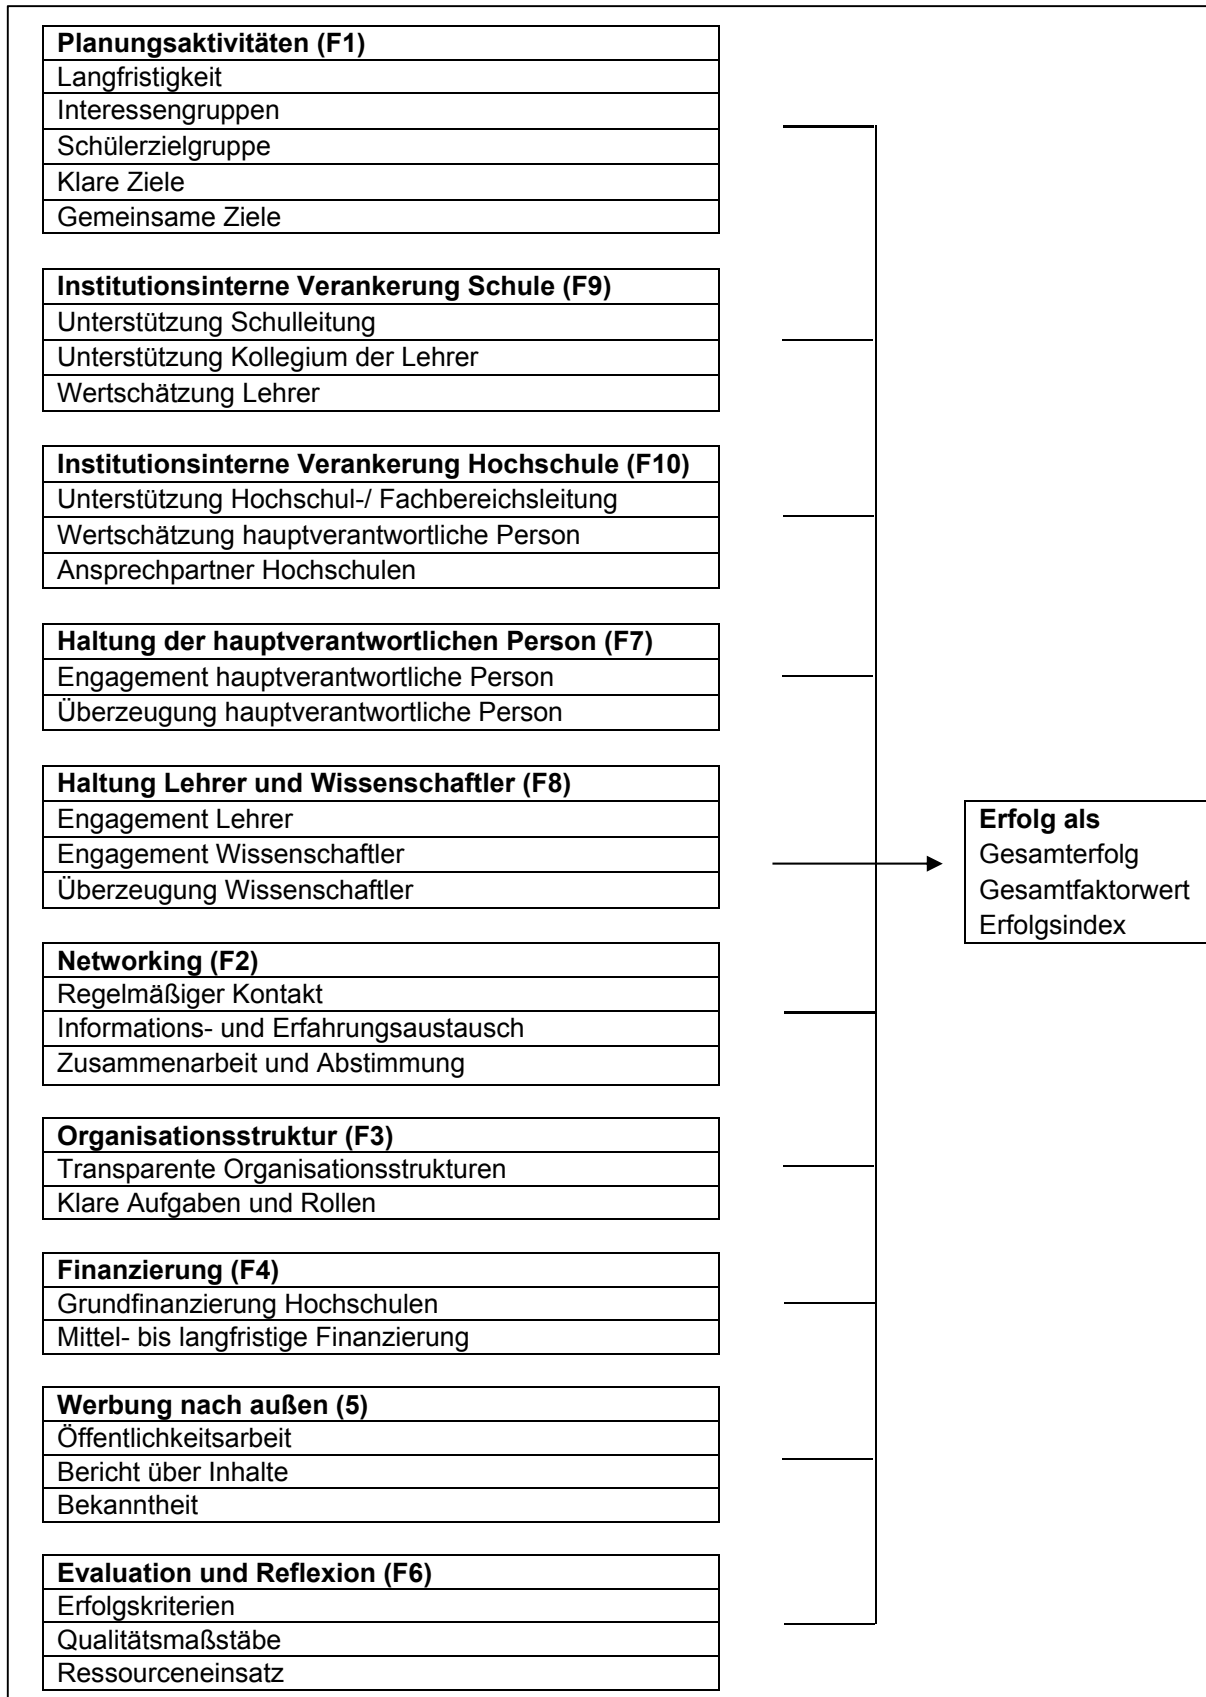 Planungsaktivitäten (F1)
Langfristigkeit
Interessengruppen
Schülerzielgruppe
Klare Ziele
Gemeinsame Ziele
Institutionsinterne Verankerung Schule (F9)
Unterstützung Schulleitung
Unterstützung Kollegium der Lehrer
Wertschätzung Lehrer
Institutionsinterne Verankerung Hochschule (F10)
Unterstützung Hochschul-/ Fachbereichsleitung
Wertschätzung hauptverantwortliche Person
Ansprechpartner Hochschulen
Haltung der hauptverantwortlichen Person (F7)
Engagement hauptverantwortliche Person
Überzeugung hauptverantwortliche Person
Haltung Lehrer und Wissenschaftler (F8)
Engagement Lehrer
Engagement Wissenschaftler
Überzeugung Wissenschaftler
Erfolg als
Gesamterfolg
Gesamtfaktorwert
Erfolgsindex
Networking (F2)
Regelmäßiger Kontakt
Informations- und Erfahrungsaustausch
Zusammenarbeit und Abstimmung
Organisationsstruktur (F3)
Transparente Organisationsstrukturen
Klare Aufgaben und Rollen
Finanzierung (F4)
Grundfinanzierung Hochschulen
Mittel- bis langfristige Finanzierung
Werbung nach außen (5)
Öffentlichkeitsarbeit
Bericht über Inhalte
Bekanntheit
Evaluation und Reflexion (F6)
Erfolgskriterien
Qualitätsmaßstäbe
Ressourceneinsatz